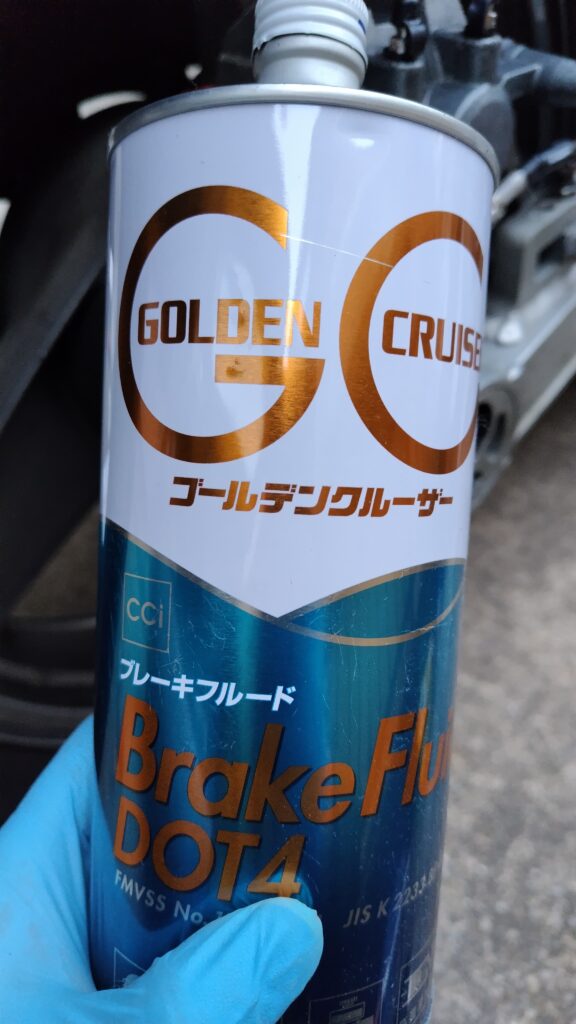 GOLDEN CRUISE
ゴールデンクルーザー
CCi
ブレーキフルード
Brake Flui
DOT4
FMVSS No.
JIS K 2233